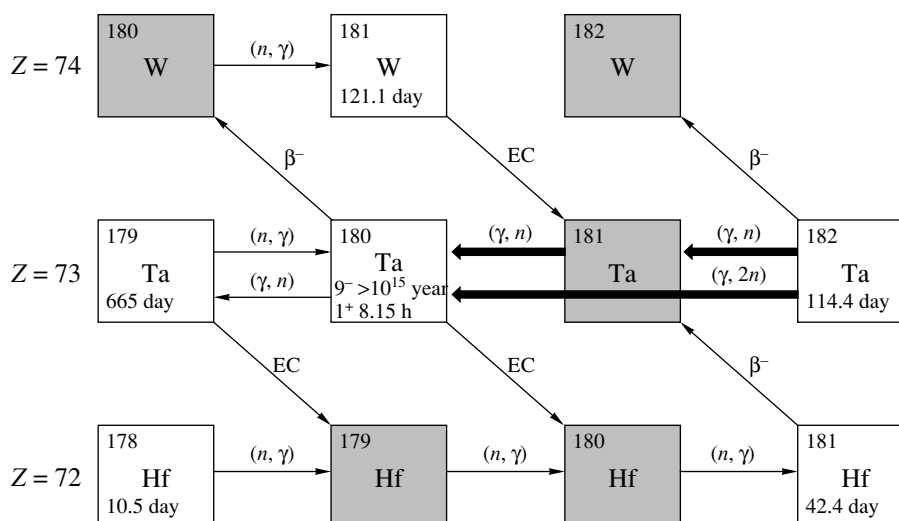 180
W
(n, γ)
181
W
121.1 day
182
W
Z = 74
β⁻
EC
β⁻
179
Ta
665 day
(n, γ)
(γ, n)
180
Ta
9⁻ >10¹⁵ year
1⁺ 8.15 h
(γ, n)
181
Ta
(γ, n)
(γ, 2n)
182
Ta
114.4 day
Z = 73
EC
EC
β⁻
178
Hf
10.5 day
(n, γ)
179
Hf
(n, γ)
180
Hf
(n, γ)
181
Hf
42.4 day
Z = 72